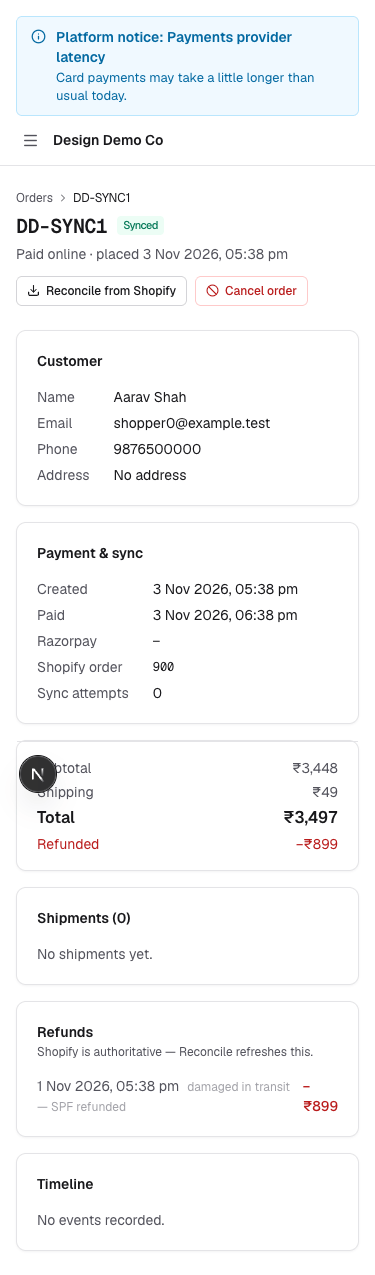 Platform notice: Payments provider
latency
Card payments may take a little longer than
usual today.
Design Demo Co
Orders > DD-SYNC1
DD-SYNC1 Synced
Paid online · placed 3 Nov 2026, 05:38 pm
Reconcile from Shopify Cancel order
Customer
Name Aarav Shah
Email shopper0@example.test
Phone 9876500000
Address No address
Payment & sync
Created 3 Nov 2026, 05:38 pm
Paid 3 Nov 2026, 06:38 pm
Razorpay –
Shopify order 900
Sync attempts 0
btotal ₹3,448
Shipping ₹49
Total ₹3,497
Refunded −₹899
Shipments (0)
No shipments yet.
Refunds
Shopify is authoritative — Reconcile refreshes this.
1 Nov 2026, 05:38 pm damaged in transit −
— SPF refunded ₹899
Timeline
No events recorded.